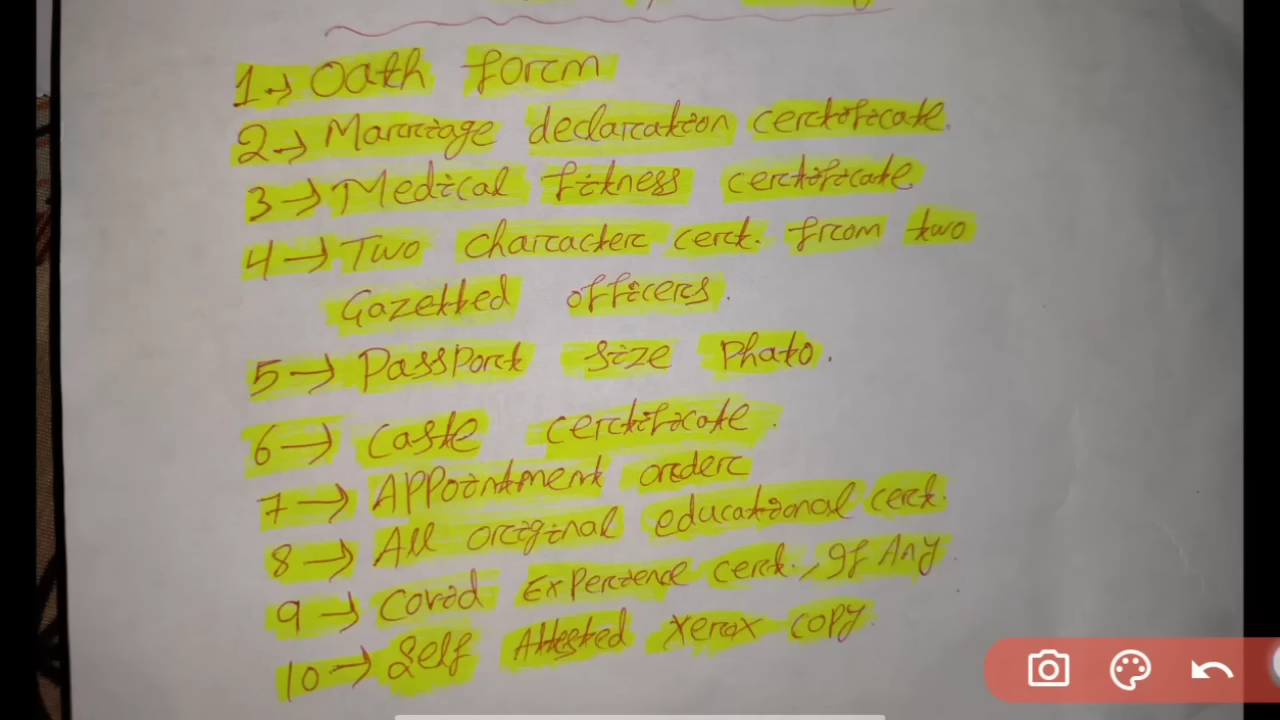 1→ Oath form
2→ Marriage declaration certificate.
3→ Medical fitness certificate
4→ Two character cert. from two
Gazetted officers.
5→ Passport size Phato.
6→ caste certificate.
7→ APPointment order
8→ All original educational cert.
9→ Covid Experience cert., If Any
10→ Self Attested xerox copy.